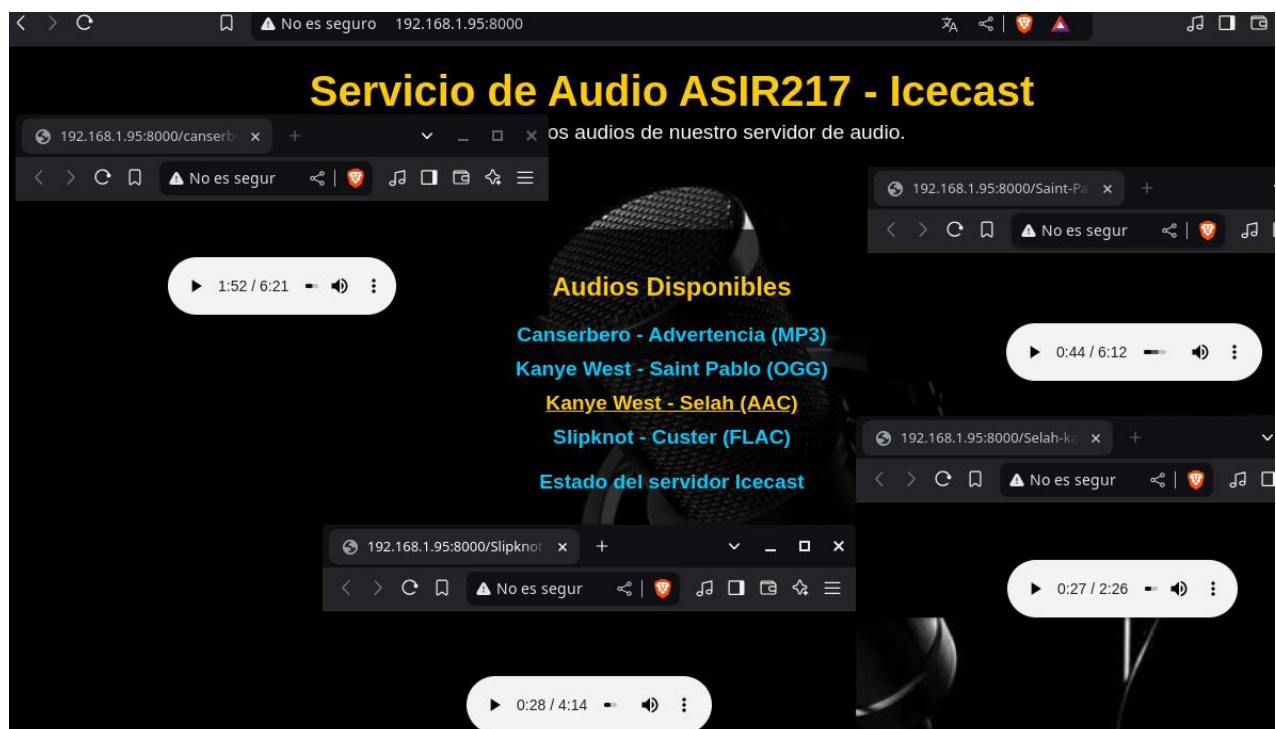 No es seguro 192.168.1.95:8000
Servicio de Audio ASIR217 - Icecast
os audios de nuestro servidor de audio.
192.168.1.95:8000/canserb
No es segur
192.168.1.95:8000/Saint-Pa
No es segur
1:52 / 6:21
Audios Disponibles
Canserbero - Advertencia (MP3)
Kanye West - Saint Pablo (OGG)
0:44 / 6:12
Kanye West - Selah (AAC)
Slipknot - Custer (FLAC)
192.168.1.95:8000/Selah-ka
Estado del servidor Icecast
No es segur
192.168.1.95:8000/Slipknot
No es segur
0:27 / 2:26
0:28 / 4:14